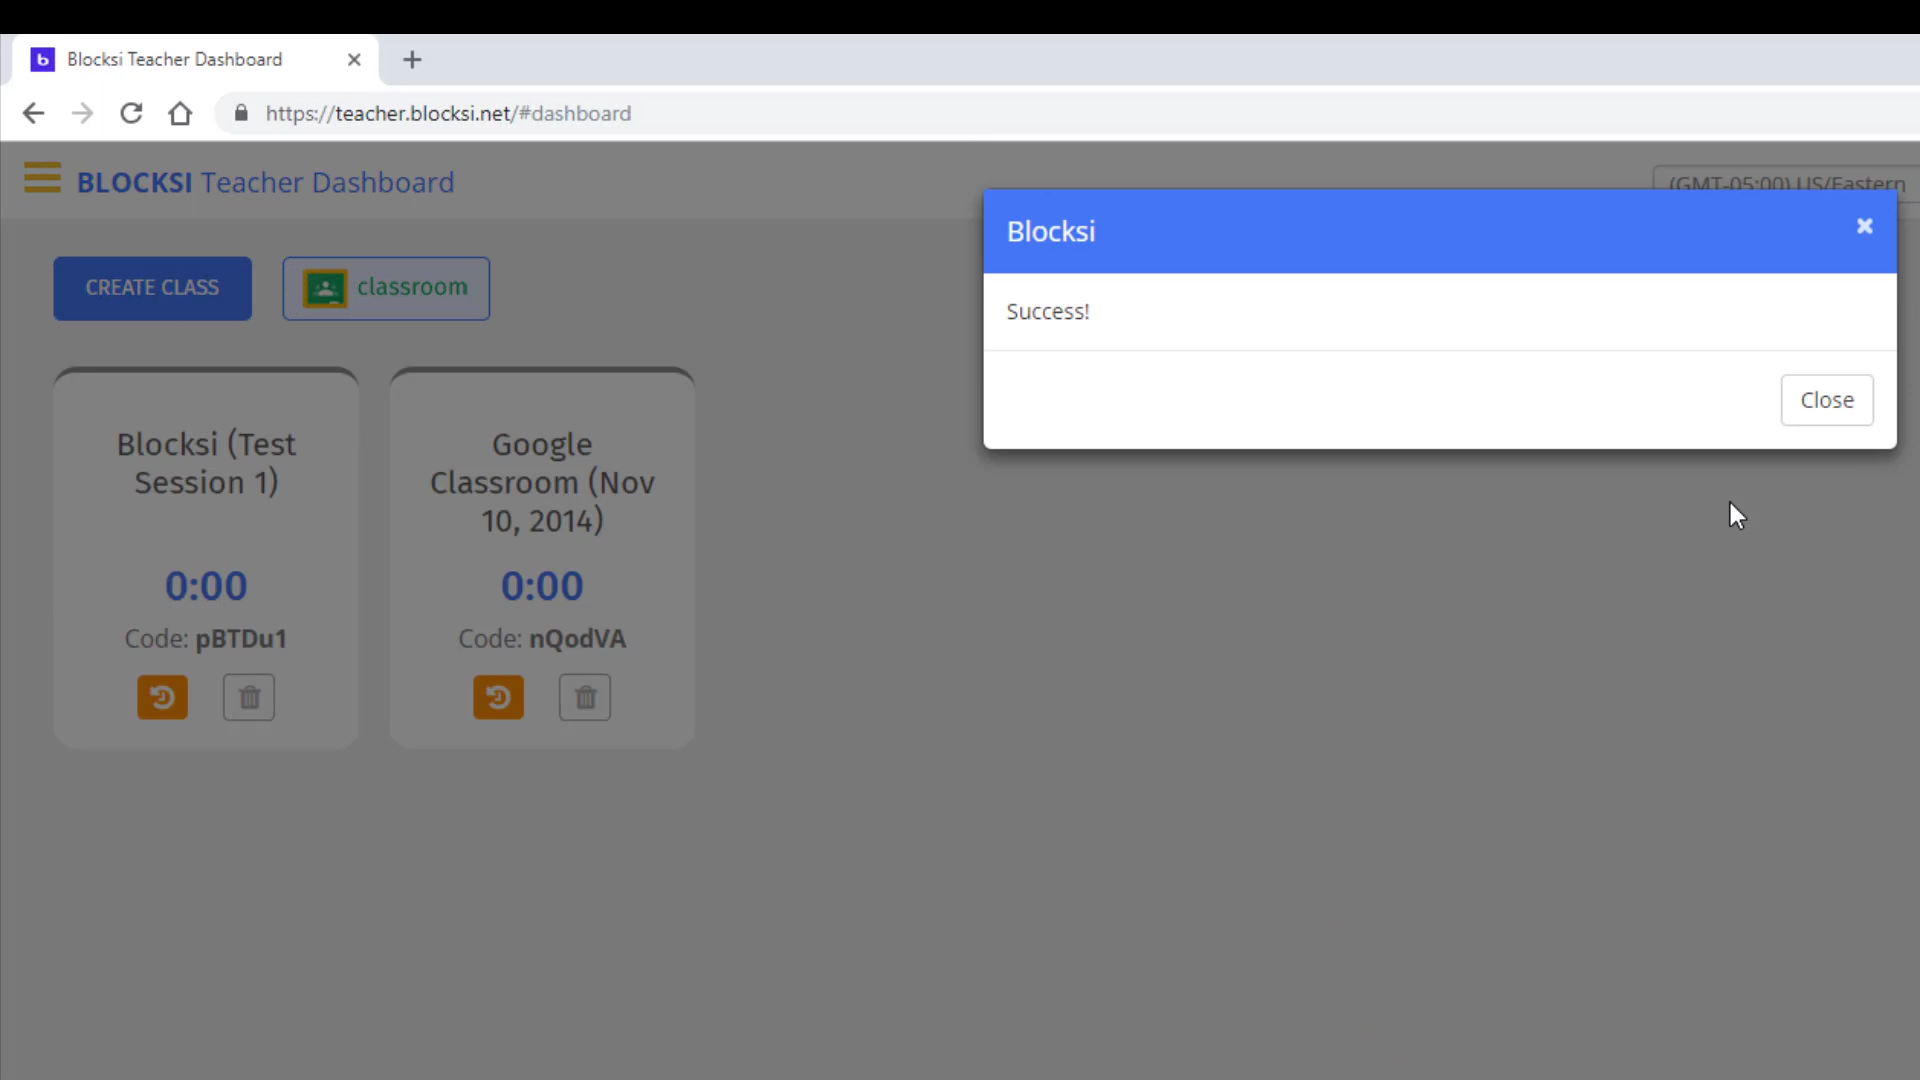 Blocksi Teacher Dashboard
https://teacher.blocksi.net/#dashboard
BLOCKSI Teacher Dashboard
(GMT-05:00) US/Eastern
Blocksi
Success!
Close
CREATE CLASS
classroom
Blocksi (Test
Session 1)
0:00
Code: pBTDu1
Google
Classroom (Nov
10, 2014)
0:00
Code: nQodVA